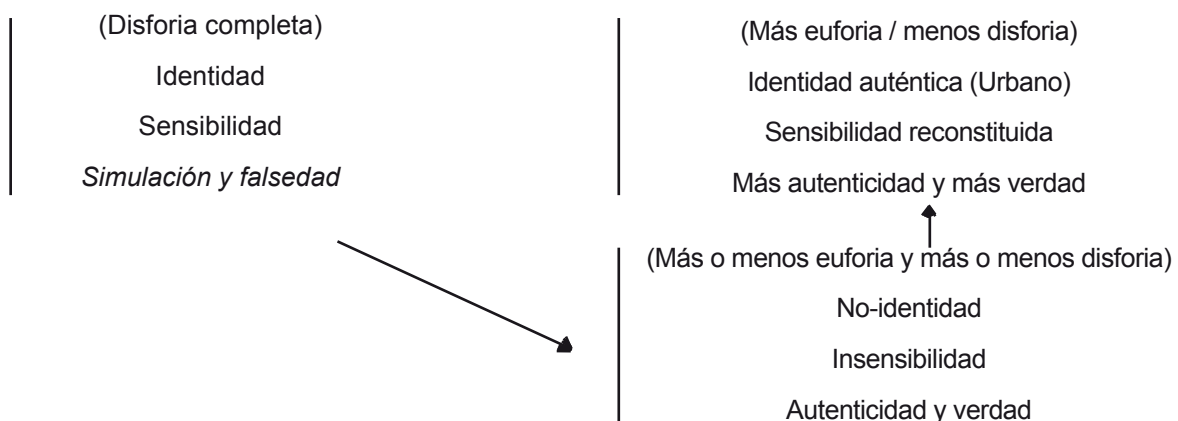 (Disforia completa)
Identidad
Sensibilidad
Simulación y falsedad
(Más euforia / menos disforia)
Identidad auténtica (Urbano)
Sensibilidad reconstituida
Más autenticidad y más verdad
(Más o menos euforia y más o menos disforia)
No-identidad
Insensibilidad
Autenticidad y verdad